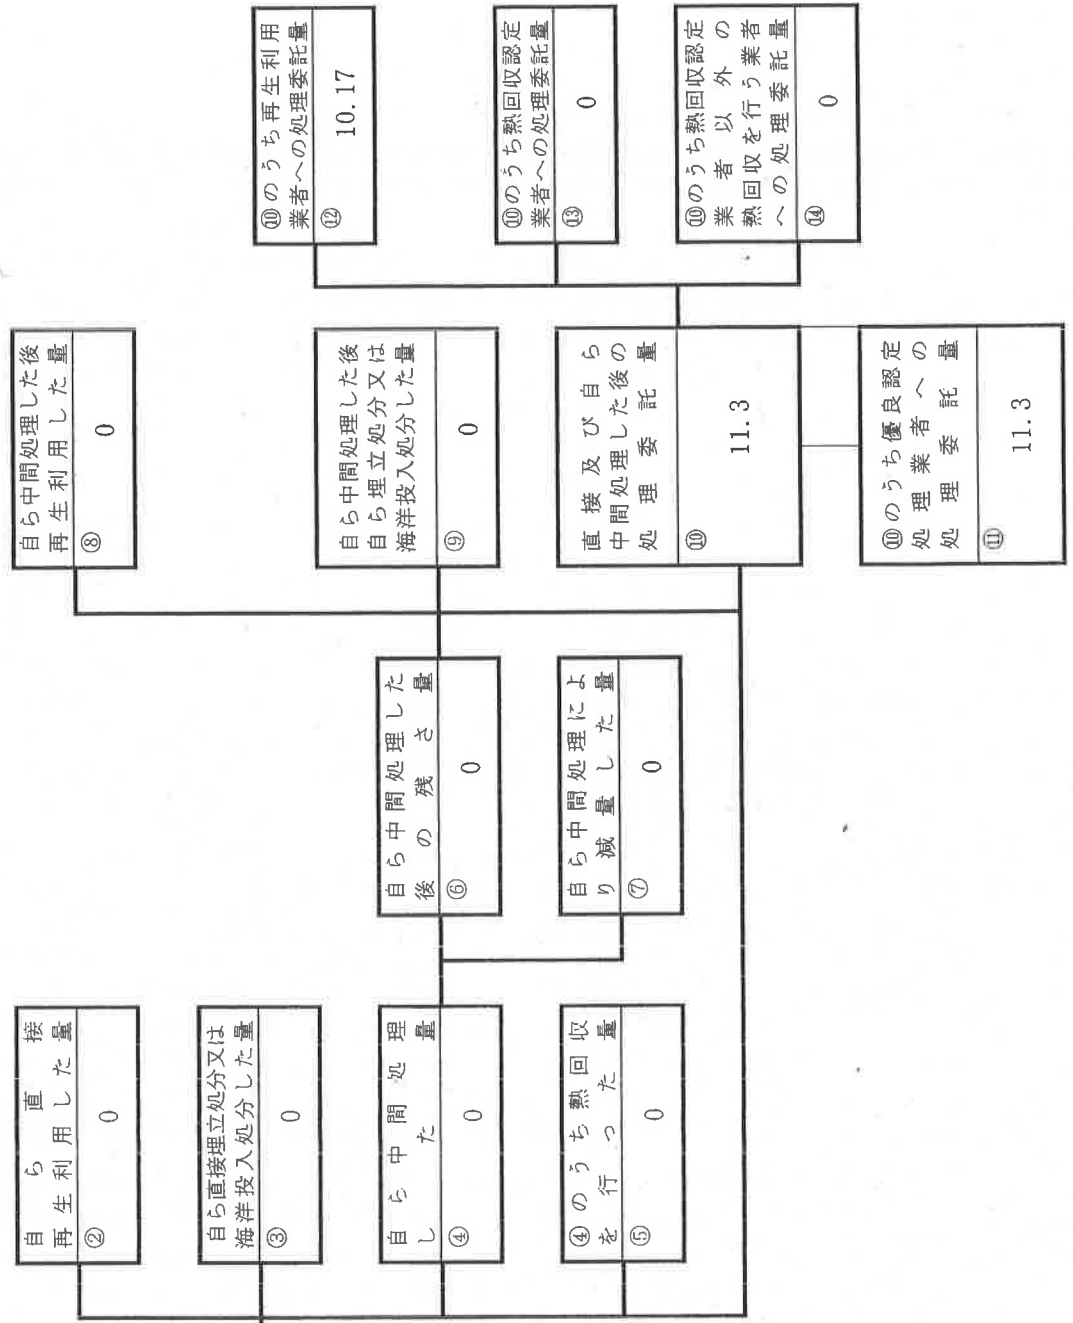 自ら直接
再生利用した量
②
0
自ら直接埋立処分又は
海洋投入処分した量
③
0
自ら中間処理
した量
④
0
④のうち熱回収
を行った量
⑤
0
自ら中間処理した
後の残さ量
⑥
0
自ら中間処理によ
り減量した量
⑦
0
自ら中間処理した後
再生利用した量
⑧
0
自ら中間処理した後
自ら埋立処分又は
海洋投入処分した量
⑨
0
直接及び自ら
中間処理した後の
処理委託量
⑩
11.3
⑩のうち優良認定
処理業者への
処理委託量
⑪
11.3
⑩のうち再生利用
業者への処理委託量
⑫
10.17
⑩のうち熱回収認定
業者への処理委託量
⑬
0
⑩のうち熱回収認定
業者以外の
熱回収を行う業者
への処理委託量
⑭
0